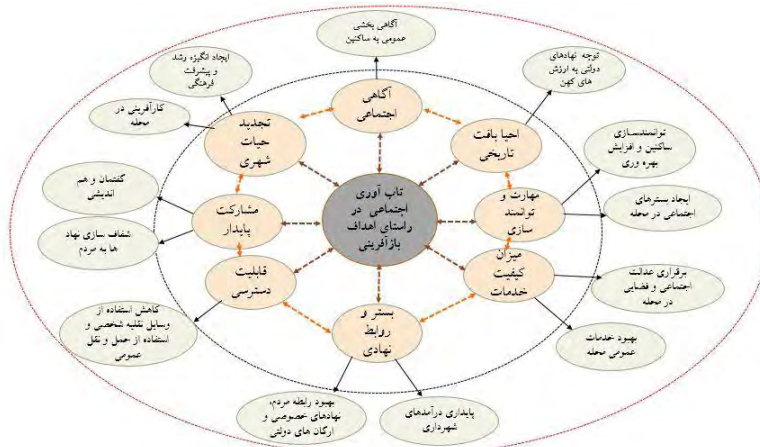 آگاهی بخشی
عمومی به ساکنین
ایجاد انگیزه رشد
و پیشرفت
فرهنگی
توجه نهادهای
دولتی به ارزش
های کهن
کارآفرینی در
محله
آگاهی
اجتماعی
تجدید
حیات
شهری
احیا بافت
تاریخی
توانمندسازی
ساکنین و افزایش
بهره وری
گفتمان و هم
اندیشی
مشارکت
پایدار
تاب آوری
اجتماعی در
راستای اهداف
بازآفرینی
مهارت و
توانمند
سازی
ایجاد بسترهای
اجتماعی در محله
شفاف سازی نهاد
ها به مردم
قابلیت
دسترسی
میزان
کیفیت
خدمات
برقراری عدالت
اجتماعی و فضایی
در محله
کاهش استفاده از
وسایل نقلیه شخصی و
استفاده از حمل و نقل
عمومی
بستر و
روابط
نهادی
بهبود خدمات
عمومی محله
بهبود رابطه مردم،
نهادهای خصوصی و
ارگان های دولتی
پایداری درآمدهای
شهرداری